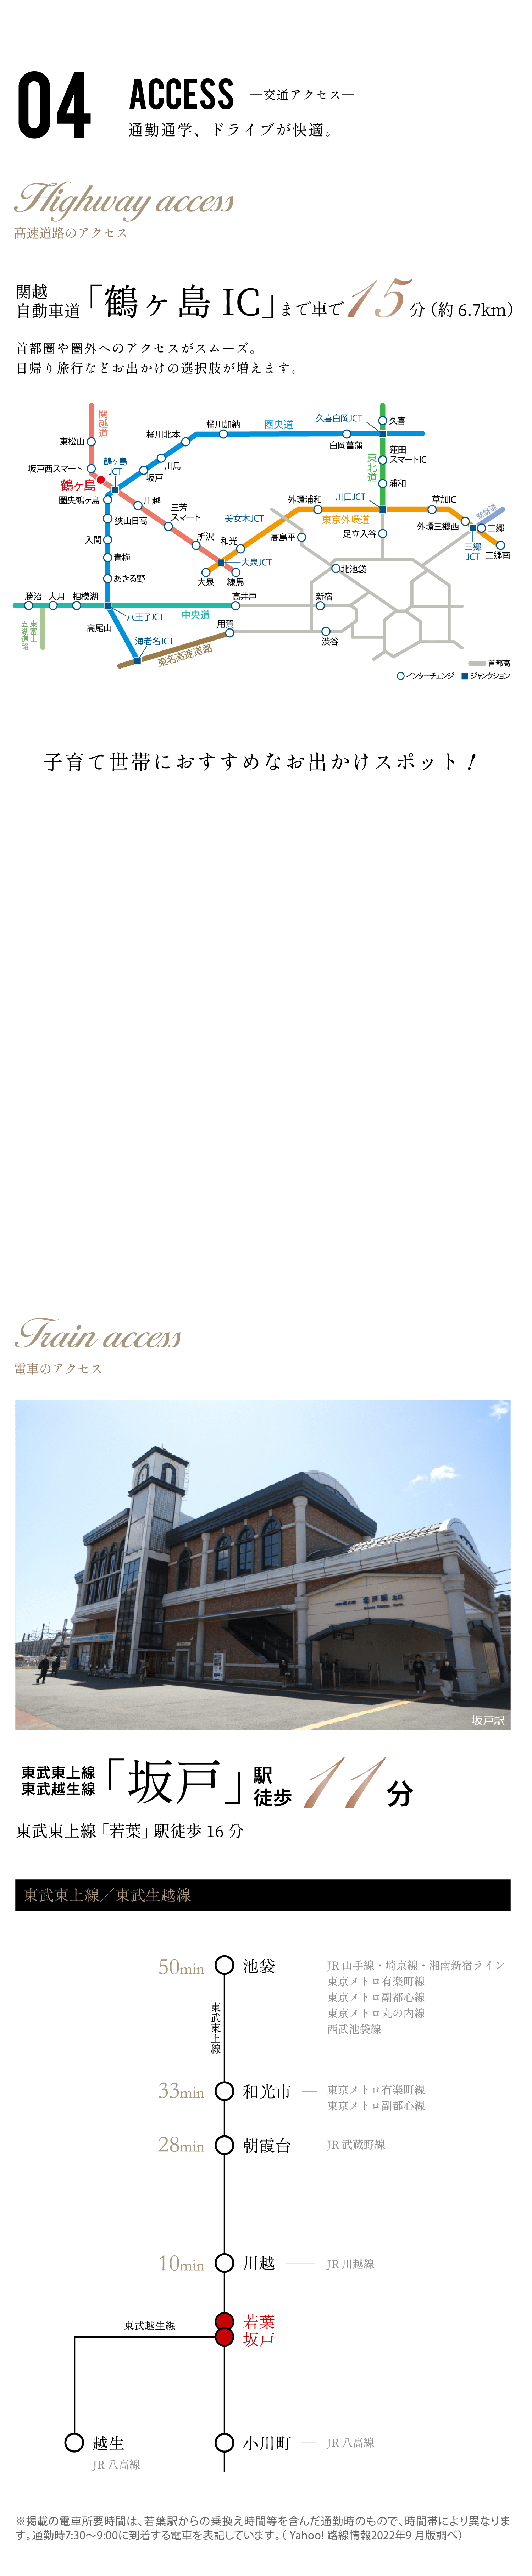 04
ACCESS —交通アクセス—
通勤通学、ドライブが快適。
Highway access
高速道路のアクセス
関越
自動車道「鶴ヶ島 IC」まで車で15分（約 6.7km）
首都圏や圏外へのアクセスがスムーズ。
日帰り旅行などお出かけの選択肢が増えます。
関越道
東松山
坂戸西スマート
鶴ヶ島
鶴ヶ島
JCT
圏央鶴ヶ島
狭山日高
入間
青梅
あきる野
坂戸
川島
桶川北本
桶川加納
圏央道
久喜白岡JCT
久喜
白岡菖蒲
東北道
蓮田
スマートIC
浦和
川越
三芳
スマート
所沢
和光
美女木JCT
外環浦和
川口JCT
草加IC
東京外環道
常磐道
外環三郷西
三郷
三郷
JCT
三郷南
高島平
足立入谷
大泉JCT
大泉
練馬
北池袋
勝沼
大月
相模湖
八王子JCT
中央道
高井戸
新宿
東富士
五湖道路
高尾山
海老名JCT
東名高速道路
用賀
渋谷
首都高
インターチェンジ
ジャンクション
子育て世帯におすすめなお出かけスポット！
Train access
電車のアクセス
坂戸駅
東武東上線
東武越生線「坂戸」駅徒歩11分
東武東上線「若葉」駅徒歩 16 分
東武東上線／東武生越線
50min 池袋
JR 山手線・埼京線・湘南新宿ライン
東京メトロ有楽町線
東京メトロ副都心線
東京メトロ丸の内線
西武池袋線
東武東上線
33min 和光市
東京メトロ有楽町線
東京メトロ副都心線
28min 朝霞台 JR 武蔵野線
10min 川越 JR 川越線
若葉
東武越生線
坂戸
越生
JR 八高線
小川町 JR 八高線
※掲載の電車所要時間は、若葉駅からの乗換え時間等を含んだ通勤時のもので、時間帯により異なりま
す。通勤時7:30〜9:00に到着する電車を表記しています。（ Yahoo! 路線情報2022年9 月版調べ）